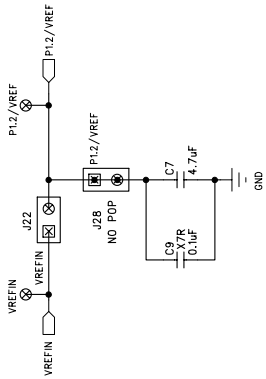 P1.2/VREF
P1.2/VREF
P1.2/VREF
J22
J28
NO POP
C7
4.7uF
GND
C9
X7R
0.1uF
VREFIN
VREFIN
VREFIN